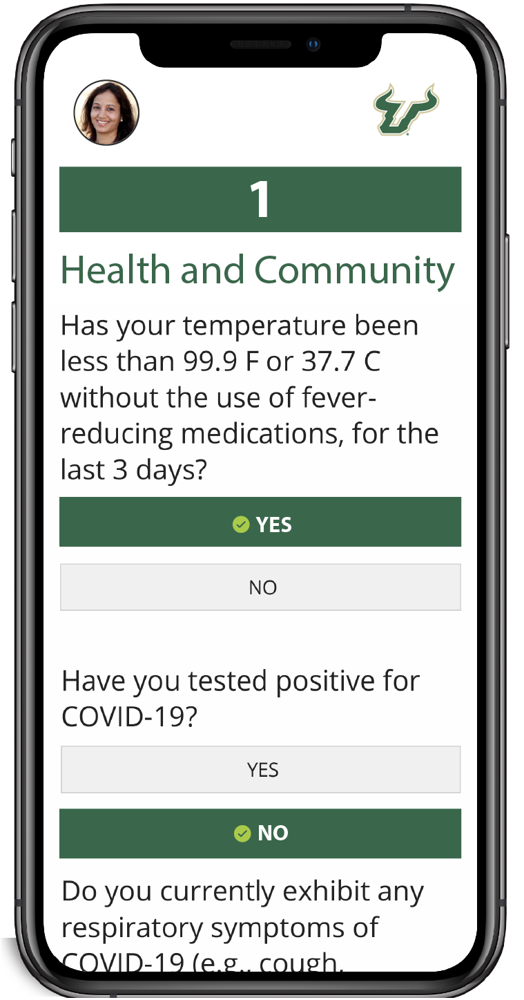 1
Health and Community
Has your temperature been
less than 99.9 F or 37.7 C
without the use of fever-
reducing medications, for the
last 3 days?
YES
NO
Have you tested positive for
COVID-19?
YES
NO
Do you currently exhibit any
respiratory symptoms of
COVID-19 (e.g., cough,